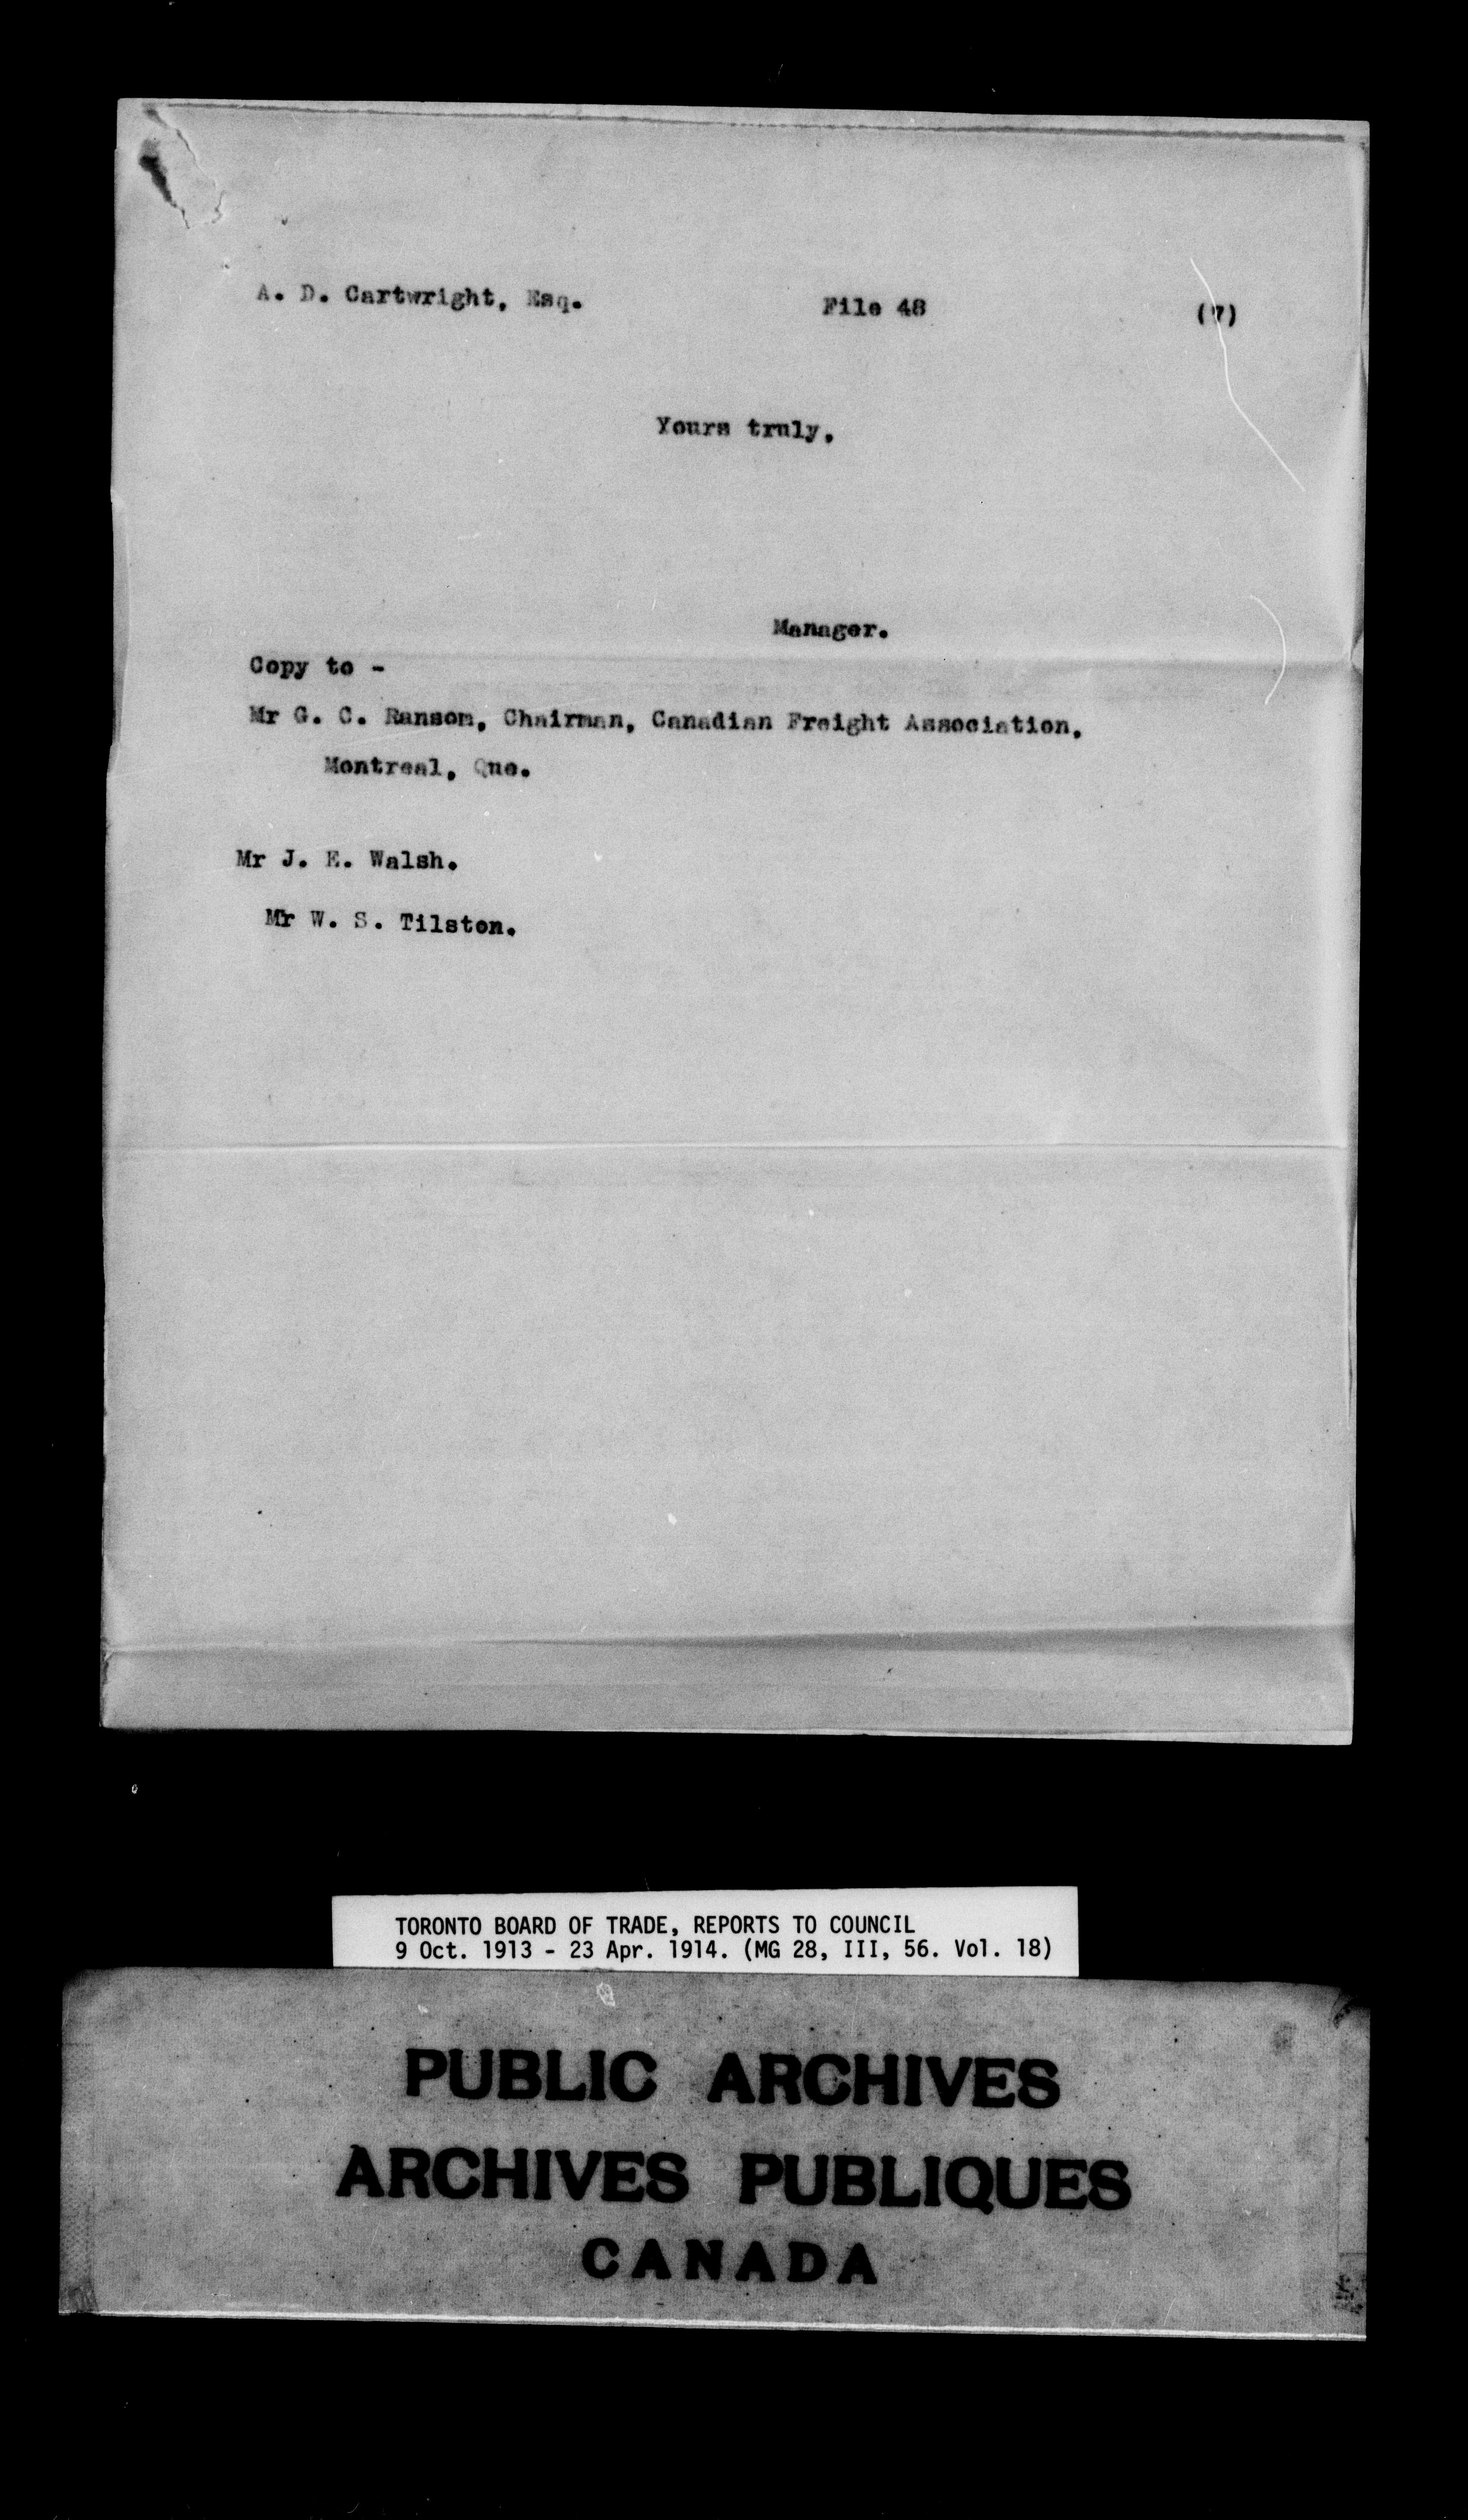 A. D. Cartwright, Esq. File 48 (7)
Yours truly,
Manager.
Copy to -
Mr G. C. Ransom, Chairman, Canadian Freight Association,
Montreal, Que.
Mr J. E. Walsh.
Mr W. S. Tilston.
TORONTO BOARD OF TRADE, REPORTS TO COUNCIL
9 Oct. 1913 - 23 Apr. 1914. (MG 28, III, 56. Vol. 18)
PUBLIC ARCHIVES
ARCHIVES PUBLIQUES
CANADA